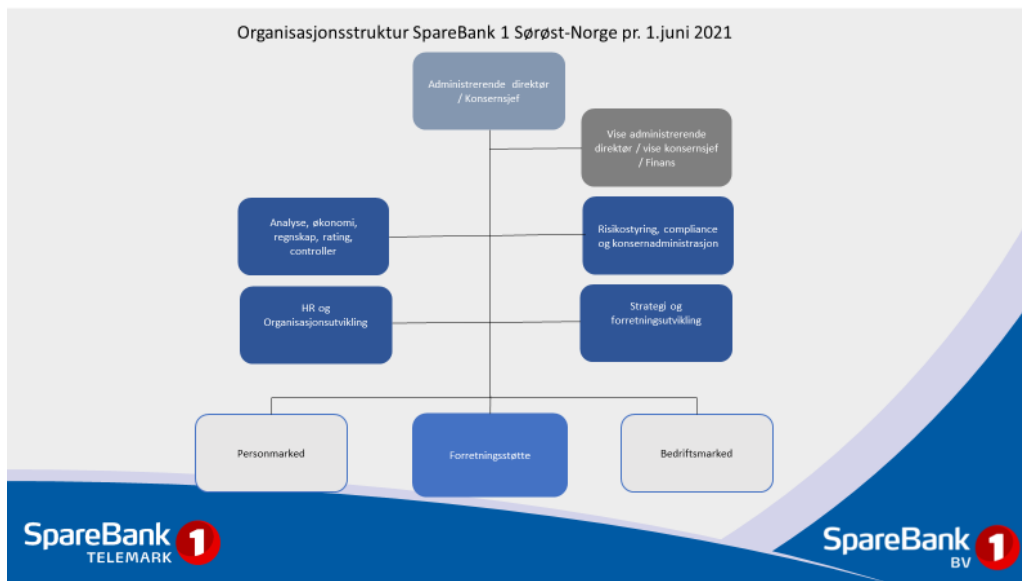 Organisasjonsstruktur SpareBank 1 Sørøst-Norge pr. 1.juni 2021
Administrerende direktør
/ Konsernsjef
Vise administrerende
direktør / vise konsernsjef
/ Finans
Analyse, økonomi,
regnskap, rating,
controller
Risikostyring, compliance
og konsernadministrasjon
HR og
Organisasjonsutvikling
Strategi og
forretningsutvikling
Personmarked
Forretningsstøtte
Bedriftsmarked
SpareBank 1
TELEMARK
SpareBank 1
BV